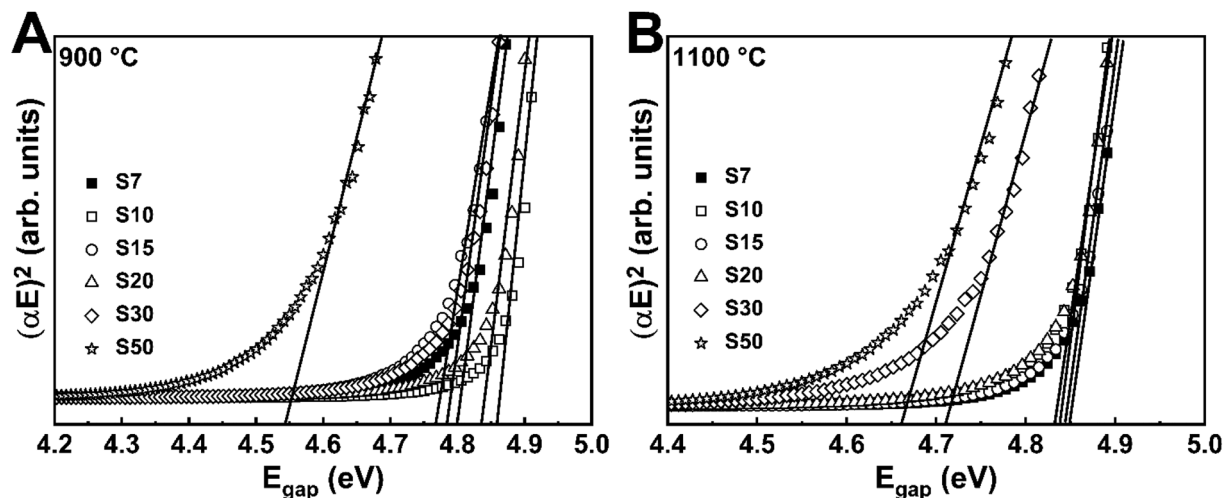 A
900 °C
(αE)² (arb. units)
S7
S10
S15
S20
S30
S50
4.2 4.3 4.4 4.5 4.6 4.7 4.8 4.9 5.0
E_gap (eV)
B
1100 °C
(αE)² (arb. units)
S7
S10
S15
S20
S30
S50
4.4 4.5 4.6 4.7 4.8 4.9 5.0
E_gap (eV)